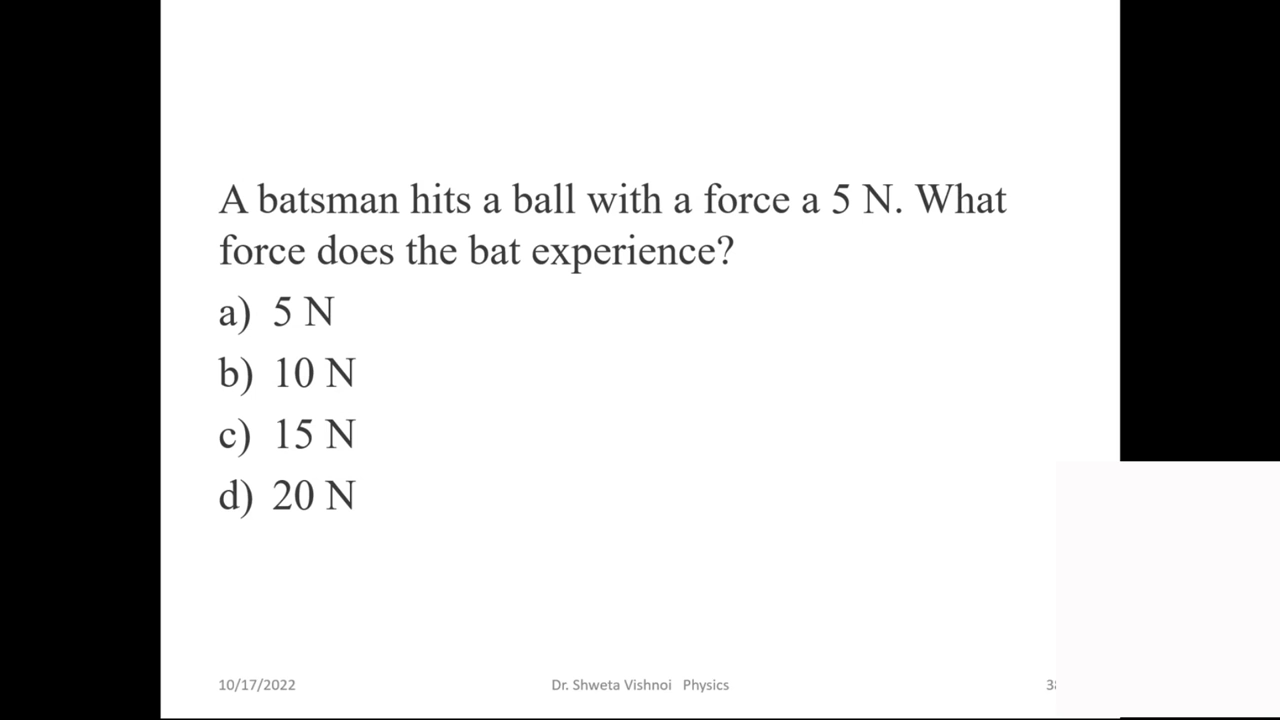 A batsman hits a ball with a force a 5 N. What
force does the bat experience?
a) 5 N
b) 10 N
c) 15 N
d) 20 N
10/17/2022 Dr. Shweta Vishnoi Physics